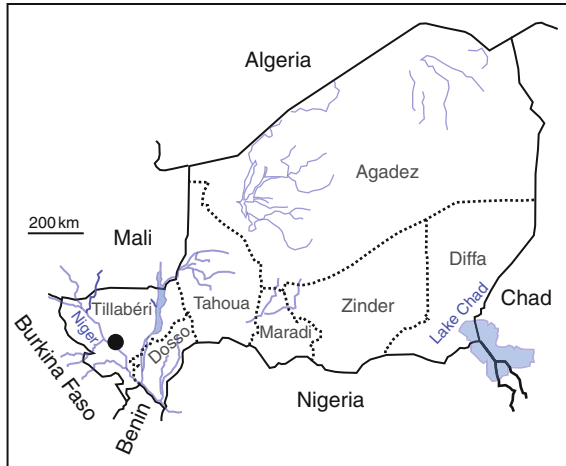 Algeria
Agadez
200 km
Mali
Diffa
Tillabéri
Tahoua
Zinder
Chad
Niger
Lake Chad
Maradi
Dosso
Burkina Faso
Benin
Nigeria